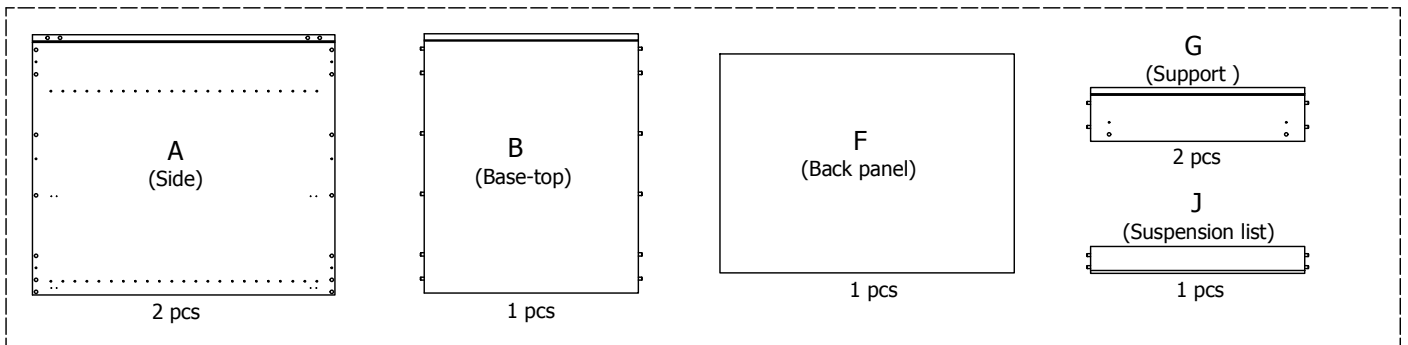 A
(Side)
2 pcs
B
(Base-top)
1 pcs
F
(Back panel)
1 pcs
G
(Support )
2 pcs
J
(Suspension list)
1 pcs